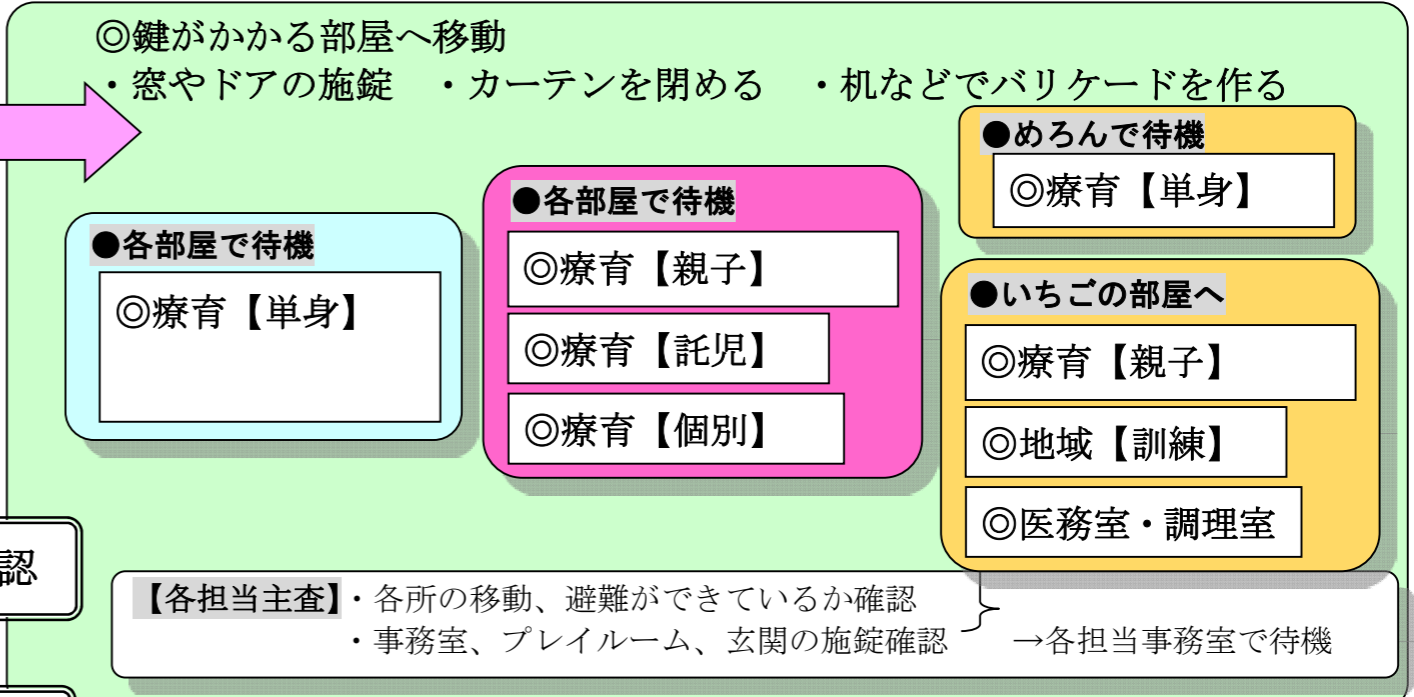 ◎鍵がかかる部屋へ移動
・窓やドアの施錠　・カーテンを閉める　・机などでバリケードを作る
●各部屋で待機
◎療育【単身】
●各部屋で待機
◎療育【親子】
◎療育【託児】
◎療育【個別】
●めろんで待機
◎療育【単身】
●いちごの部屋へ
◎療育【親子】
◎地域【訓練】
◎医務室・調理室
認
【各担当主査】・各所の移動、避難ができているか確認
・事務室、プレイルーム、玄関の施錠確認　→各担当事務室で待機